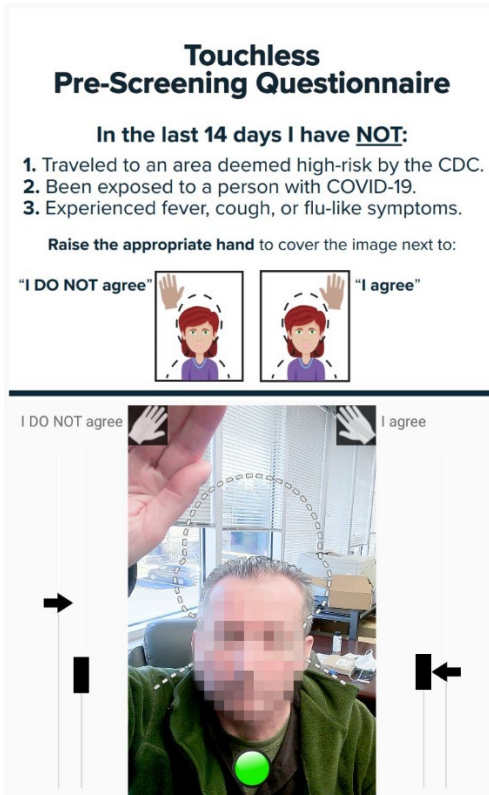 Touchless
Pre-Screening Questionnaire
In the last 14 days I have NOT:
1. Traveled to an area deemed high-risk by the CDC.
2. Been exposed to a person with COVID-19.
3. Experienced fever, cough, or flu-like symptoms.
Raise the appropriate hand to cover the image next to:
“I DO NOT agree” “I agree”
I DO NOT agree I agree